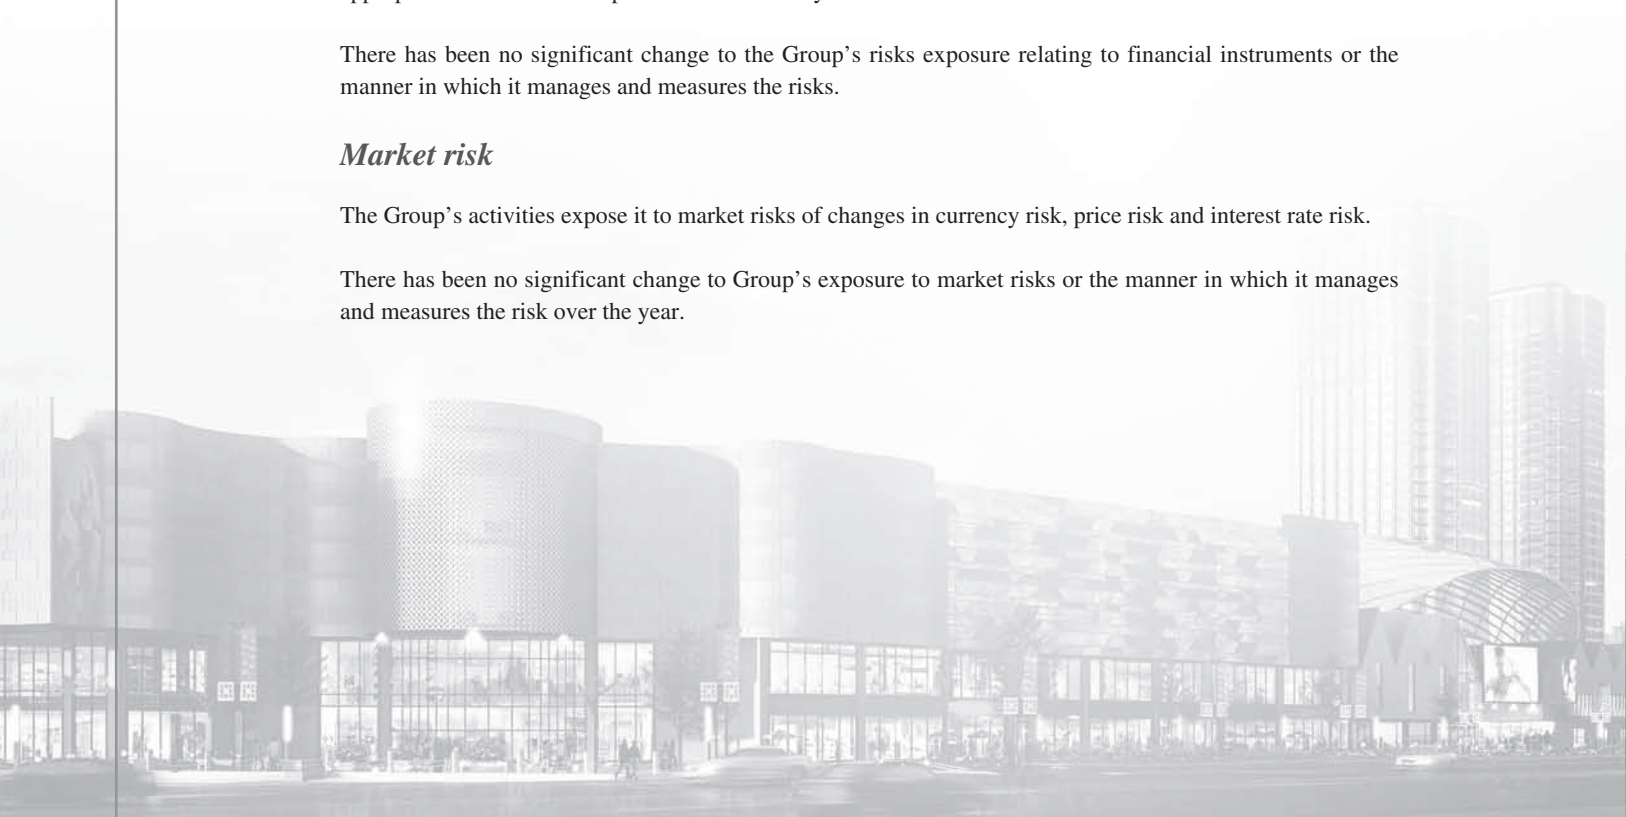 There has been no significant change to the Group’s risks exposure relating to financial instruments or the
manner in which it manages and measures the risks.
Market risk
The Group’s activities expose it to market risks of changes in currency risk, price risk and interest rate risk.
There has been no significant change to Group’s exposure to market risks or the manner in which it manages
and measures the risk over the year.